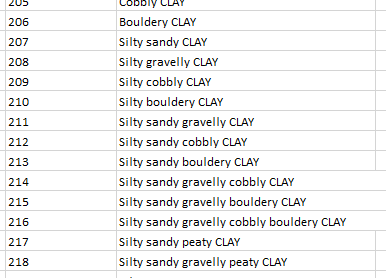 205 Cobbly CLAY
206 Bouldery CLAY
207 Silty sandy CLAY
208 Silty gravelly CLAY
209 Silty cobbly CLAY
210 Silty bouldery CLAY
211 Silty sandy gravelly CLAY
212 Silty sandy cobbly CLAY
213 Silty sandy bouldery CLAY
214 Silty sandy gravelly cobbly CLAY
215 Silty sandy gravelly bouldery CLAY
216 Silty sandy gravelly cobbly bouldery CLAY
217 Silty sandy peaty CLAY
218 Silty sandy gravelly peaty CLAY